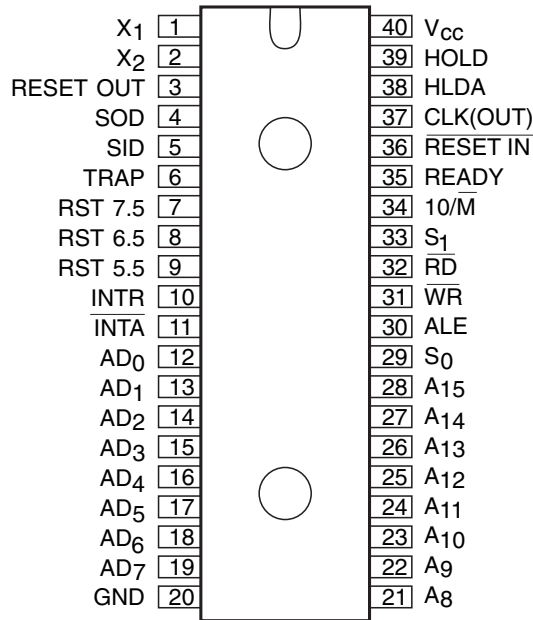 X1 1
X2 2
RESET OUT 3
SOD 4
SID 5
TRAP 6
RST 7.5 7
RST 6.5 8
RST 5.5 9
INTR 10
INTA 11
AD0 12
AD1 13
AD2 14
AD3 15
AD4 16
AD5 17
AD6 18
AD7 19
GND 20
40 VCC
39 HOLD
38 HLDA
37 CLK(OUT)
36 RESET IN
35 READY
34 10/M
33 S1
32 RD
31 WR
30 ALE
29 S0
28 A15
27 A14
26 A13
25 A12
24 A11
23 A10
22 A9
21 A8